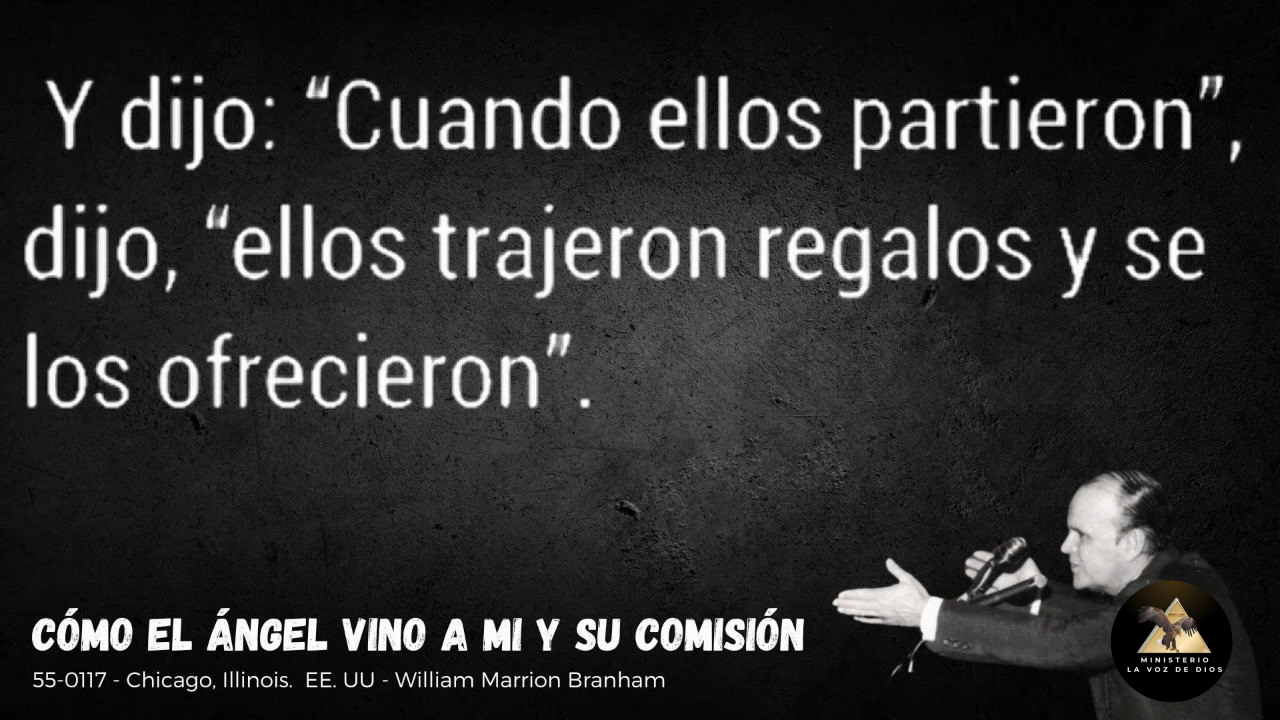 Y dijo: “Cuando ellos partieron”,
dijo, “ellos trajeron regalos y se
los ofrecieron”.
CÓMO EL ÁNGEL VINO A MI Y SU COMISIÓN
55-0117 - Chicago, Illinois.  EE. UU - William Marrion Branham
MINISTERIO
LA VOZ DE DIOS